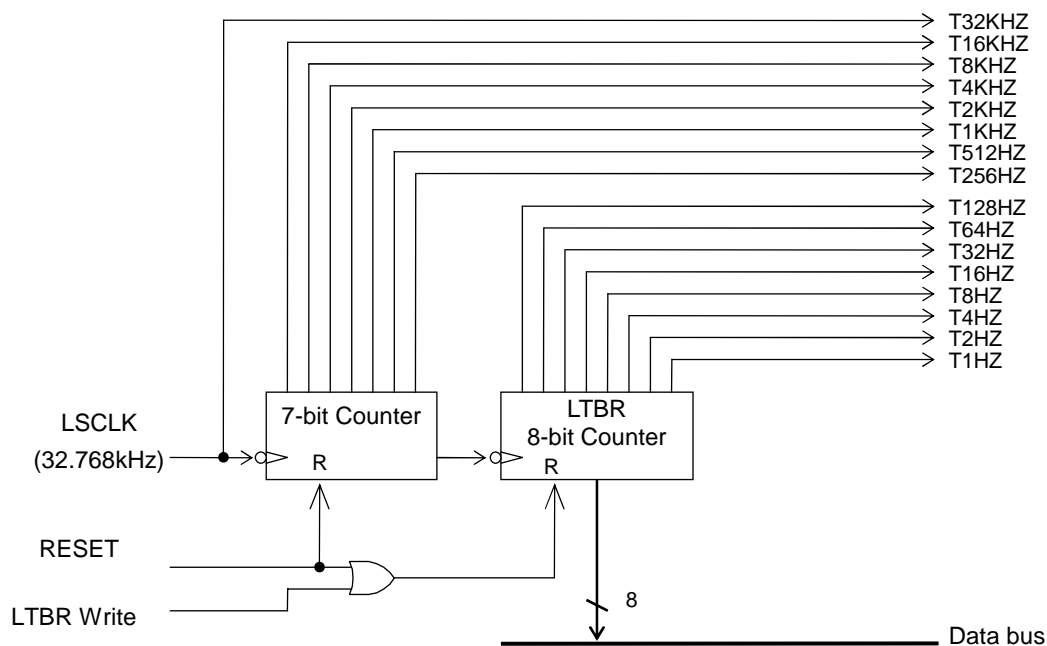 T32KHZ
T16KHZ
T8KHZ
T4KHZ
T2KHZ
T1KHZ
T512HZ
T256HZ
T128HZ
T64HZ
T32HZ
T16HZ
T8HZ
T4HZ
T2HZ
T1HZ
LSCLK
(32.768kHz)
7-bit Counter
R
LTBR
8-bit Counter
R
RESET
LTBR Write
8
Data bus